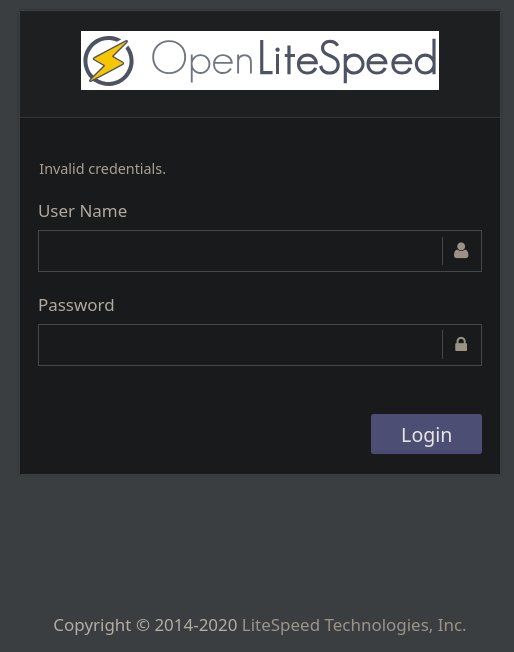 OpenLiteSpeed
Invalid credentials.
User Name
Password
Login
Copyright © 2014-2020 LiteSpeed Technologies, Inc.